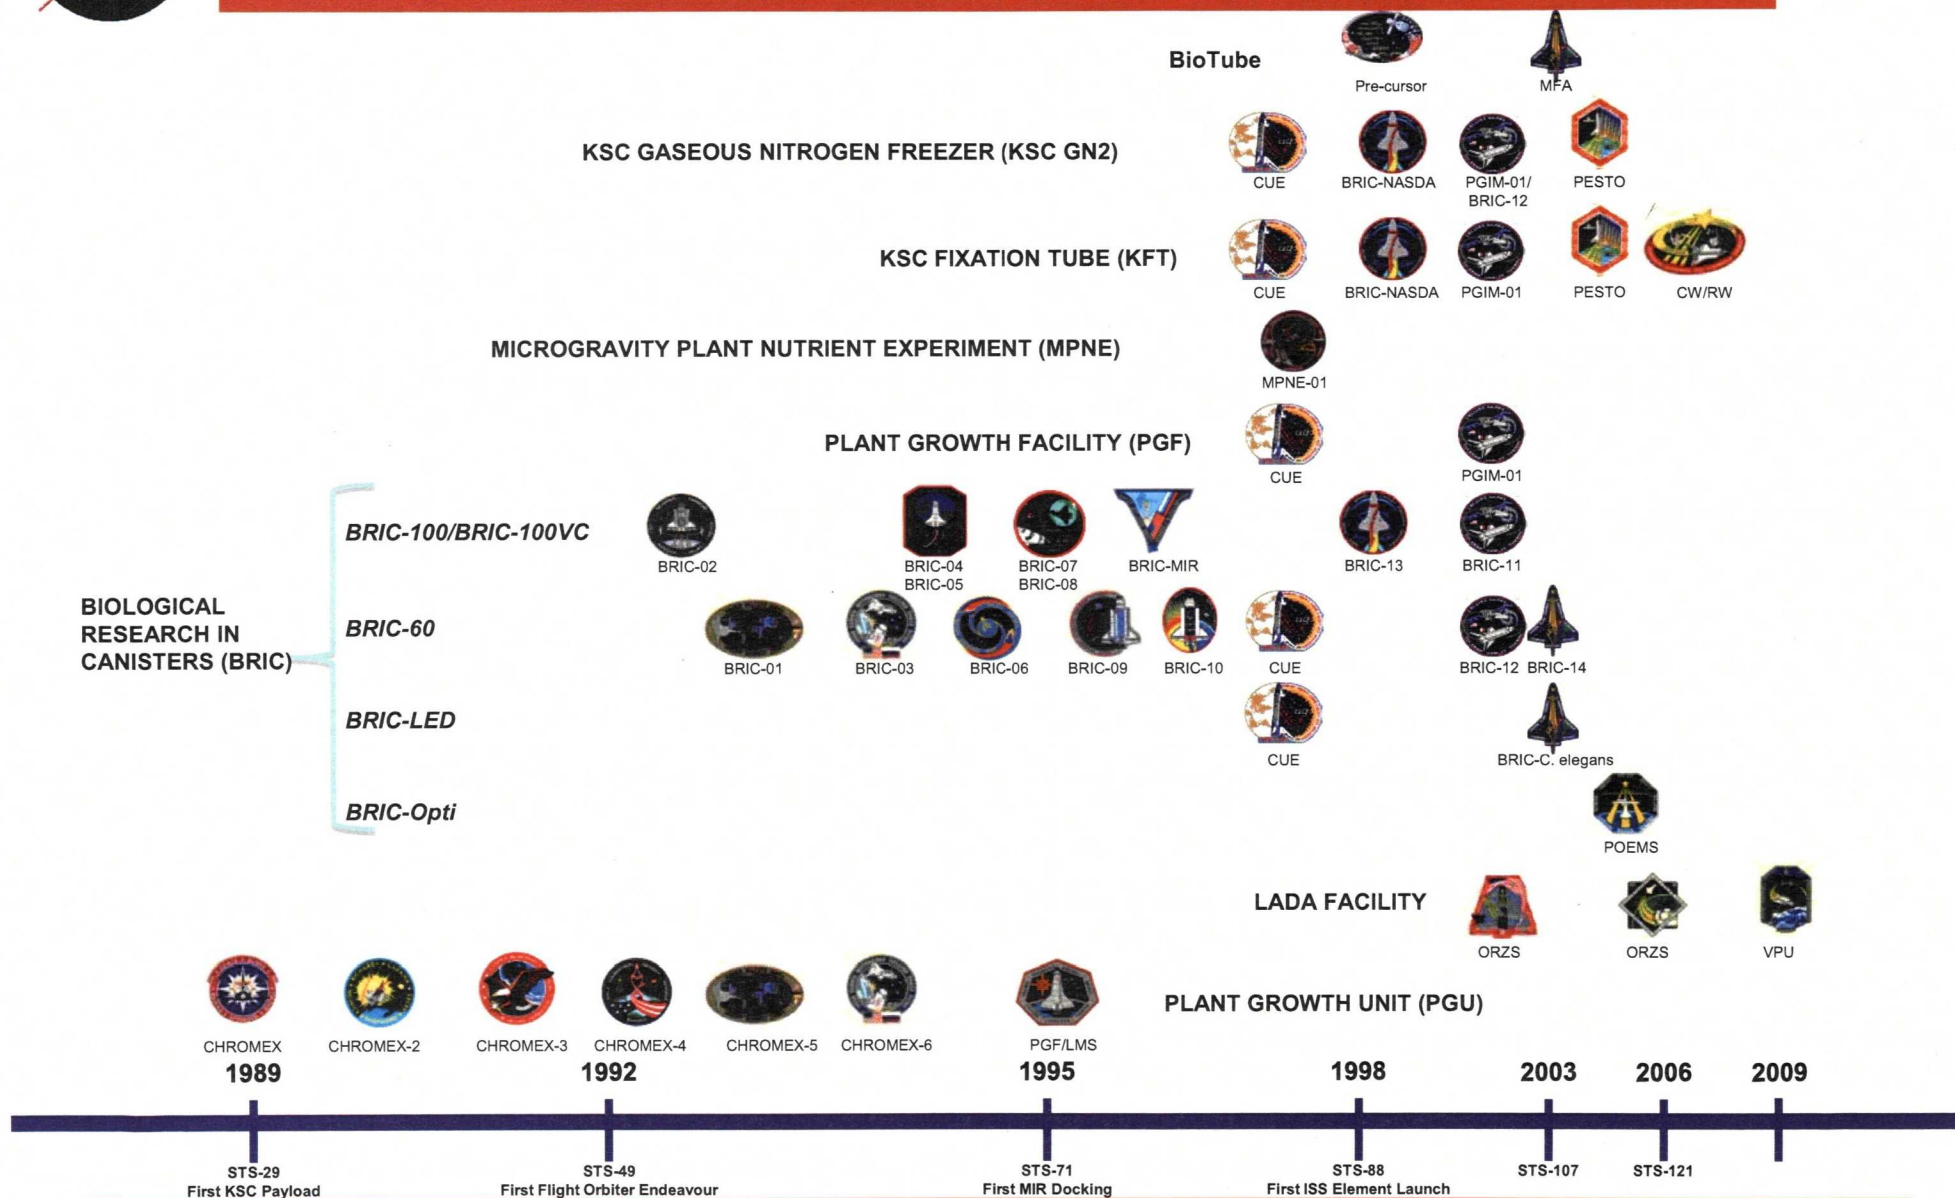 BioTube
Pre-cursor MFA
KSC GASEOUS NITROGEN FREEZER (KSC GN2)
CUE BRIC-NASDA PGIM-01/ PESTO
BRIC-12
KSC FIXATION TUBE (KFT)
CUE BRIC-NASDA PGIM-01 PESTO CW/RW
MICROGRAVITY PLANT NUTRIENT EXPERIMENT (MPNE)
MPNE-01
PLANT GROWTH FACILITY (PGF)
CUE PGIM-01
BRIC-100/BRIC-100VC
BRIC-02 BRIC-04 BRIC-07 BRIC-MIR BRIC-13 BRIC-11
BRIC-05 BRIC-08
BIOLOGICAL
RESEARCH IN
CANISTERS (BRIC)
BRIC-60
BRIC-01 BRIC-03 BRIC-06 BRIC-09 BRIC-10 CUE BRIC-12 BRIC-14
BRIC-LED
CUE BRIC-C. elegans
BRIC-Opti
POEMS
LADA FACILITY
ORZS ORZS VPU
PLANT GROWTH UNIT (PGU)
CHROMEX CHROMEX-2 CHROMEX-3 CHROMEX-4 CHROMEX-5 CHROMEX-6 PGF/LMS
1989 1992 1995 1998 2003 2006 2009
STS-29 STS-49 STS-71 STS-88 STS-107 STS-121
First KSC Payload First Flight Orbiter Endeavour First MIR Docking First ISS Element Launch